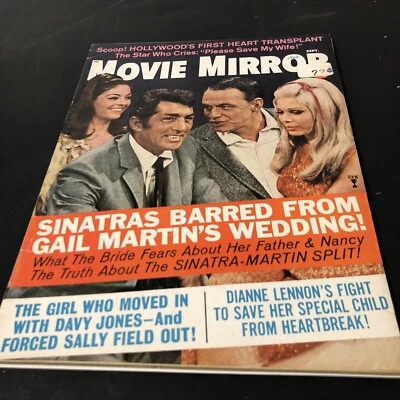 Scoop! HOLLYWOOD'S FIRST HEART TRANSPLANT
The Star Who Cries: "Please Save My Wife!"
SEPT.
MOVIE MIRROR
SINATRAS BARRED FROM
GAIL MARTIN'S WEDDING!
What The Bride Fears About Her Father & Nancy
The Truth About The SINATRA-MARTIN SPLIT!
THE GIRL WHO MOVED IN
WITH DAVY JONES—And
FORCED SALLY FIELD OUT!
DIANNE LENNON'S FIGHT
TO SAVE HER SPECIAL CHILD
FROM HEARTBREAK!